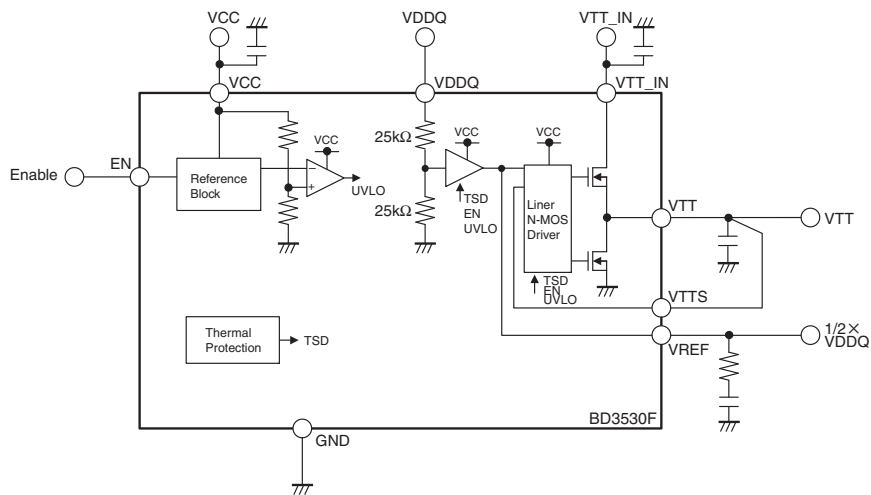 VCC
VDDQ
VTT_IN
VCC
VDDQ
VTT_IN
Enable
EN
Reference
Block
VCC
−
+
UVLO
25kΩ
25kΩ
VCC
TSD
EN
UVLO
VCC
Liner
N-MOS
Driver
TSD
EN
UVLO
VTT
VTT
VTTS
VREF
1/2×
VDDQ
Thermal
Protection
TSD
GND
BD3530F